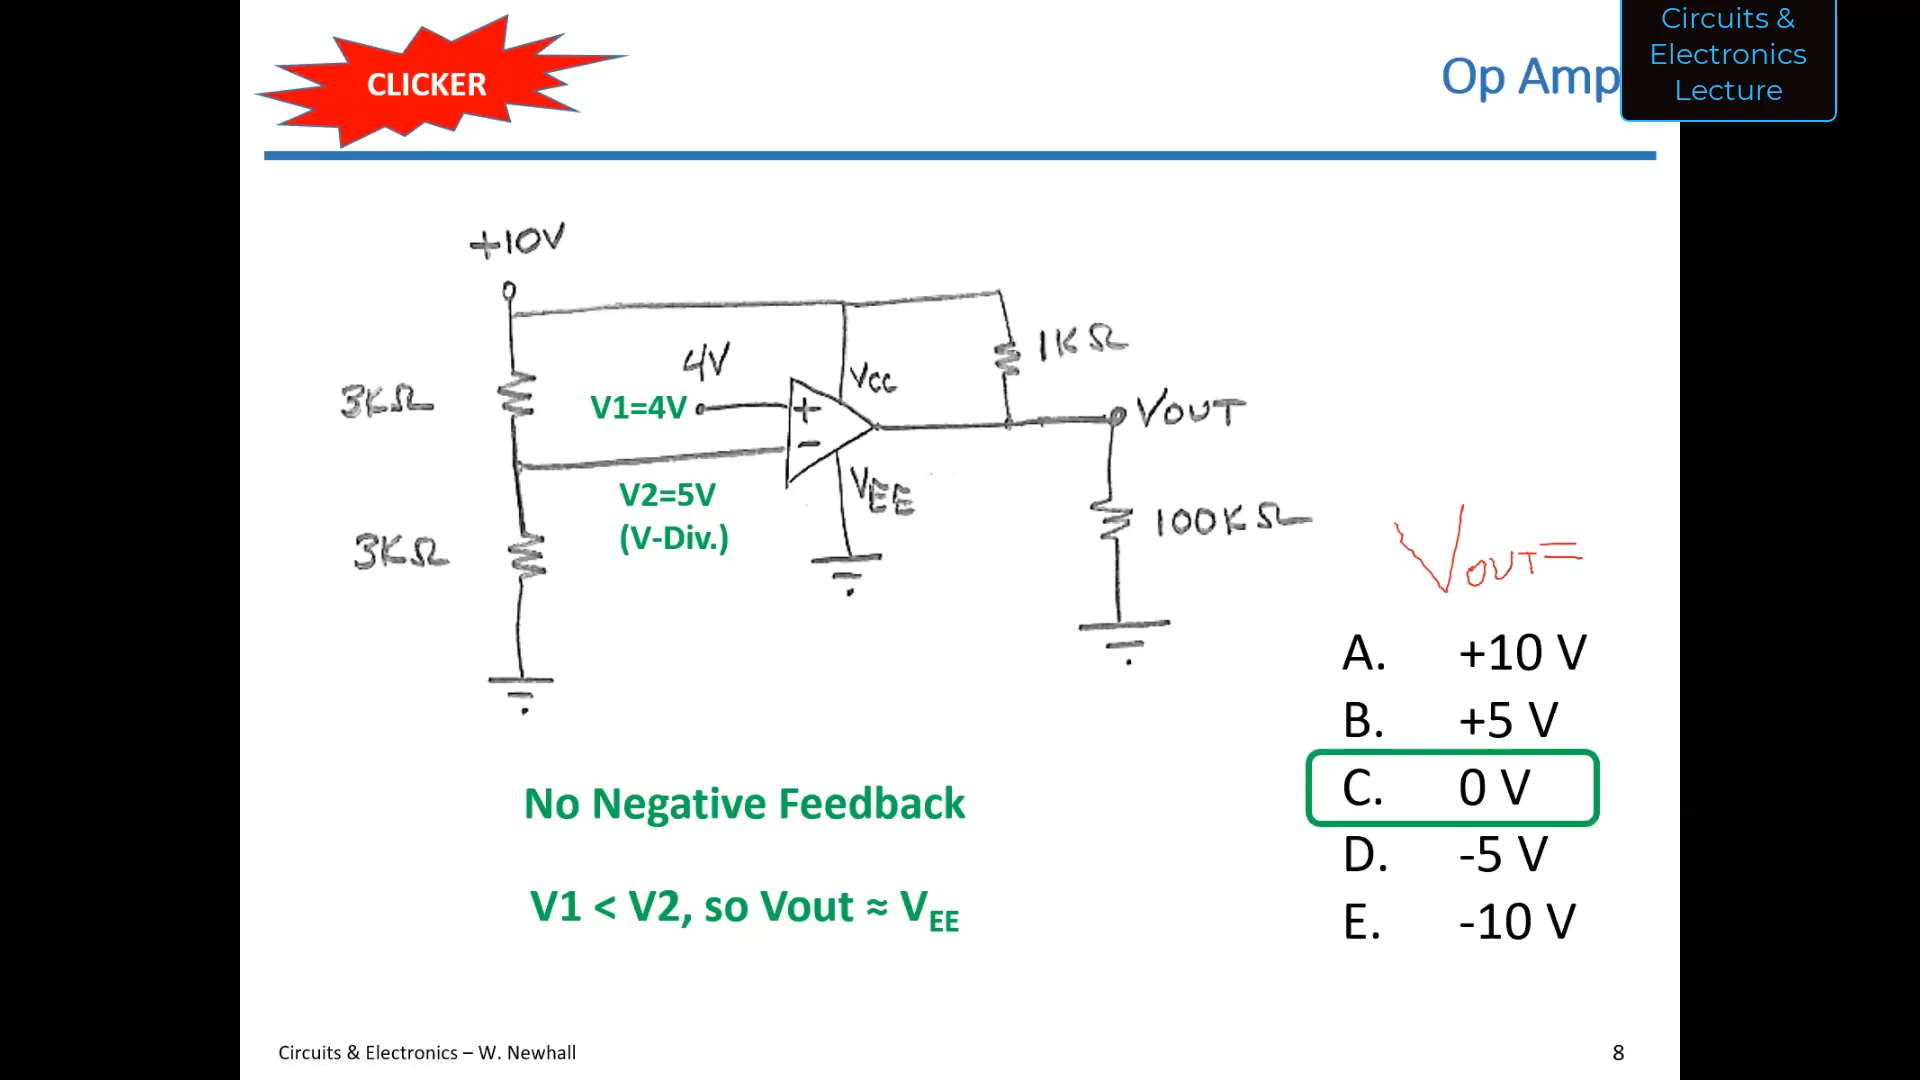 CLICKER
Op Amp
Circuits &
Electronics
Lecture
+10V
3KΩ
4V
V1=4V
+
-
VCC
1KΩ
VOUT
V2=5V
(V-Div.)
VEE
3KΩ
100KΩ
VOUT=
A. +10 V
B. +5 V
C. 0 V
D. -5 V
E. -10 V
No Negative Feedback
V1 < V2, so Vout ≈ VEE
Circuits & Electronics – W. Newhall
8